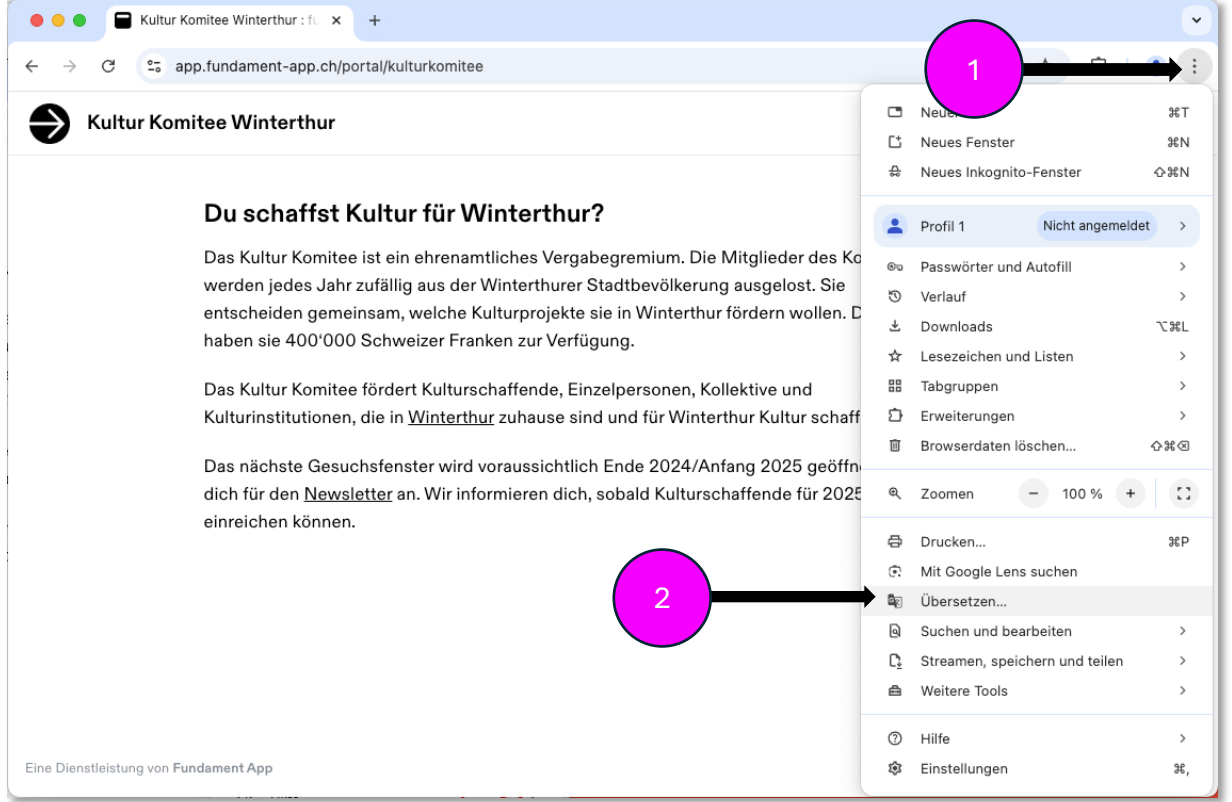 Kultur Komitee Winterthur : fu
app.fundament-app.ch/portal/kulturkomitee
1
Kultur Komitee Winterthur
Du schaffst Kultur für Winterthur?
Das Kultur Komitee ist ein ehrenamtliches Vergabegremium. Die Mitglieder des Ko
werden jedes Jahr zufällig aus der Winterthurer Stadtbevölkerung ausgelost. Sie
entscheiden gemeinsam, welche Kulturprojekte sie in Winterthur fördern wollen. D
haben sie 400‘000 Schweizer Franken zur Verfügung.
Das Kultur Komitee fördert Kulturschaffende, Einzelpersonen, Kollektive und
Kulturinstitutionen, die in Winterthur zuhause sind und für Winterthur Kultur schaff
Das nächste Gesuchsfenster wird voraussichtlich Ende 2024/Anfang 2025 geöffn
dich für den Newsletter an. Wir informieren dich, sobald Kulturschaffende für 2025
einreichen können.
2
Eine Dienstleistung von Fundament App
⌘T
Neues Fenster ⌘N
Neues Inkognito-Fenster ⇧⌘N
Profil 1 Nicht angemeldet
Passwörter und Autofill
Verlauf
Downloads ⌥⌘L
Lesezeichen und Listen
Tabgruppen
Erweiterungen
Browserdaten löschen... ⇧⌘⌫
Zoomen − 100 % +
Drucken... ⌘P
Mit Google Lens suchen
Übersetzen...
Suchen und bearbeiten
Streamen, speichern und teilen
Weitere Tools
Hilfe
Einstellungen ⌘,